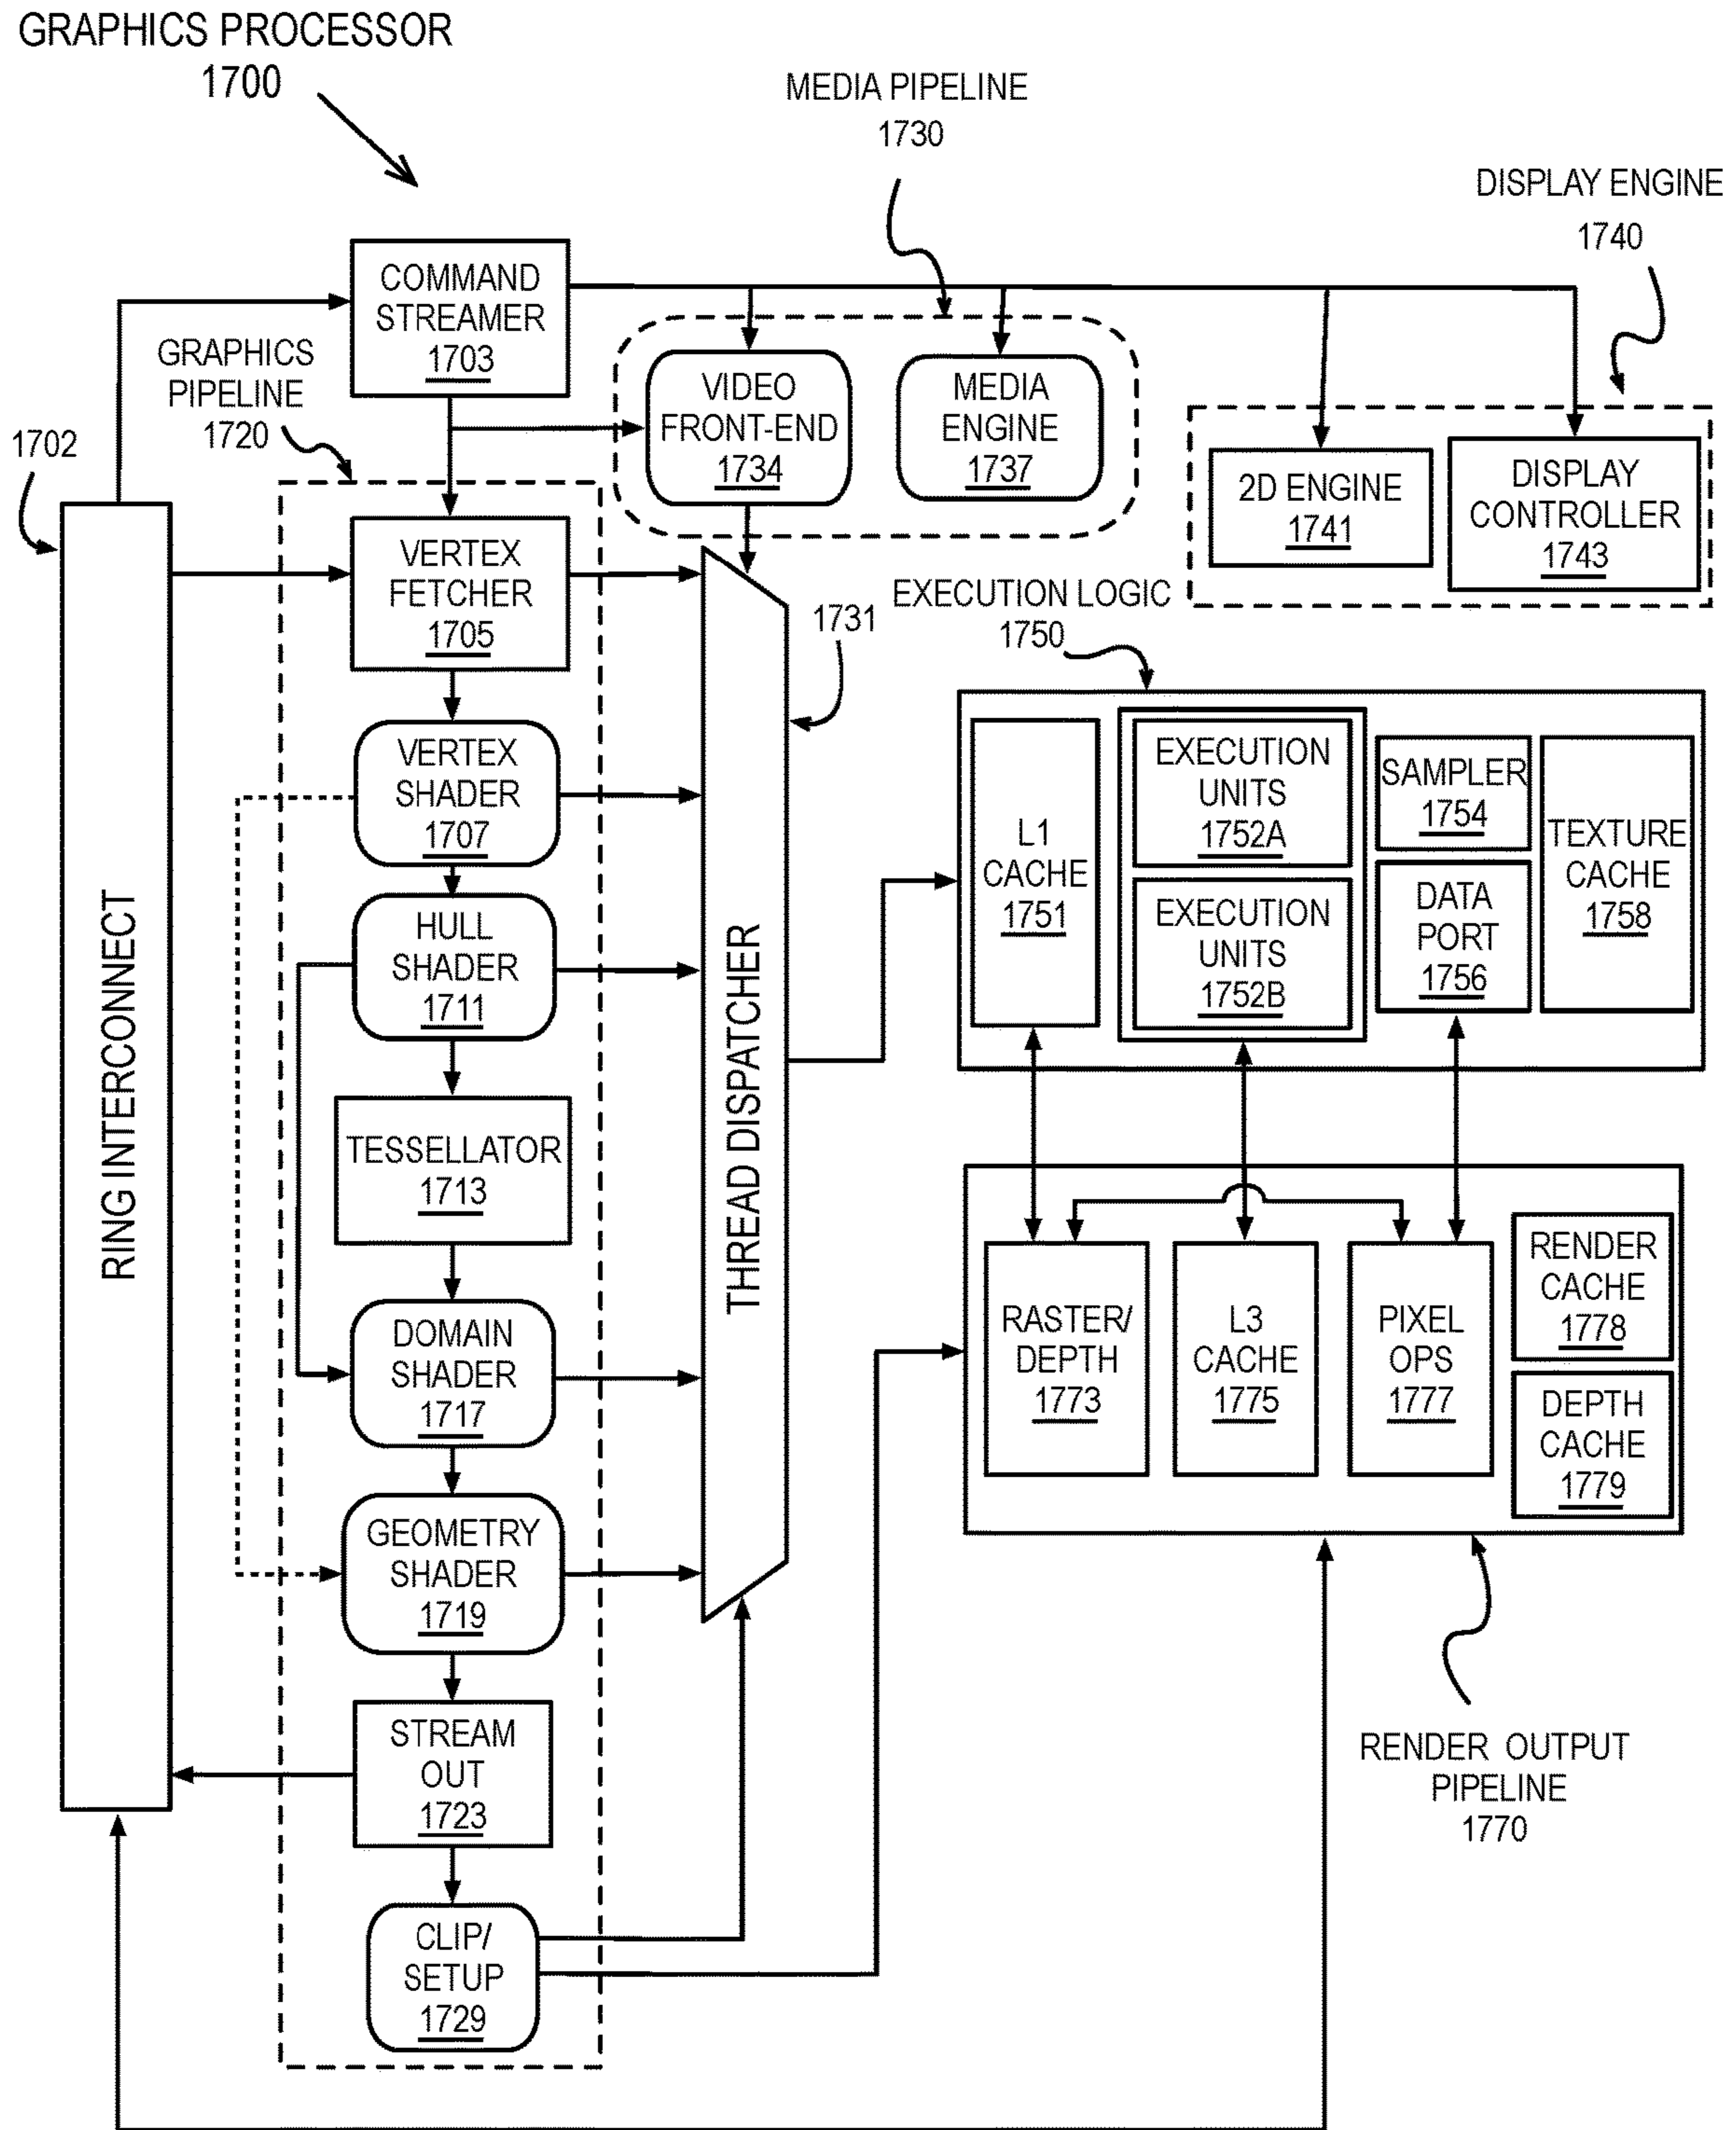 GRAPHICS PROCESSOR
1700
MEDIA PIPELINE
1730
DISPLAY ENGINE
1740
COMMAND
STREAMER
1703
GRAPHICS
PIPELINE
1720
VIDEO
FRONT-END
1734
MEDIA
ENGINE
1737
2D ENGINE
1741
DISPLAY
CONTROLLER
1743
1702
RING INTERCONNECT
VERTEX
FETCHER
1705
VERTEX
SHADER
1707
HULL
SHADER
1711
TESSELLATOR
1713
DOMAIN
SHADER
1717
GEOMETRY
SHADER
1719
STREAM
OUT
1723
CLIP/
SETUP
1729
THREAD DISPATCHER
1731
EXECUTION LOGIC
1750
L1
CACHE
1751
EXECUTION
UNITS
1752A
EXECUTION
UNITS
1752B
SAMPLER
1754
DATA
PORT
1756
TEXTURE
CACHE
1758
RASTER/
DEPTH
1773
L3
CACHE
1775
PIXEL
OPS
1777
RENDER
CACHE
1778
DEPTH
CACHE
1779
RENDER OUTPUT
PIPELINE
1770